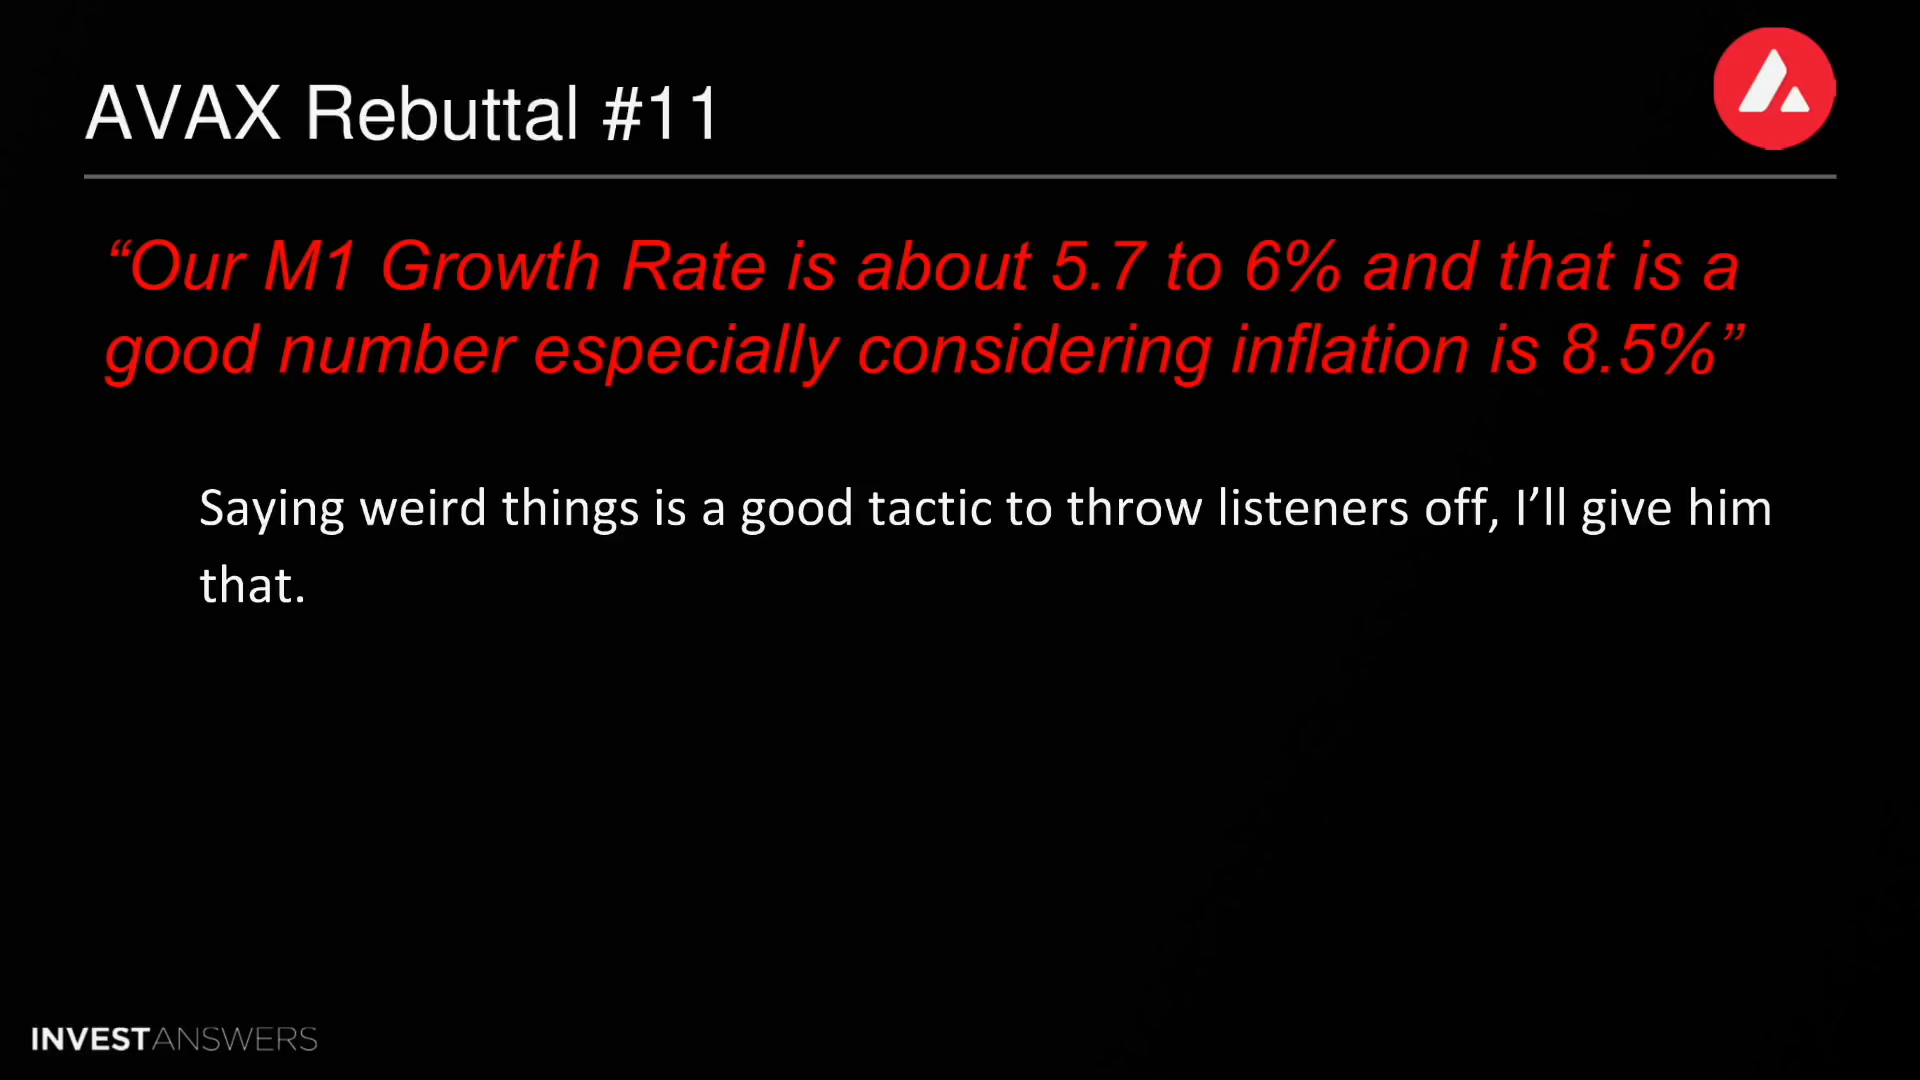 AVAX Rebuttal #11
“Our M1 Growth Rate is about 5.7 to 6% and that is a
good number especially considering inflation is 8.5%”
Saying weird things is a good tactic to throw listeners off, I’ll give him
that.
INVESTANSWERS